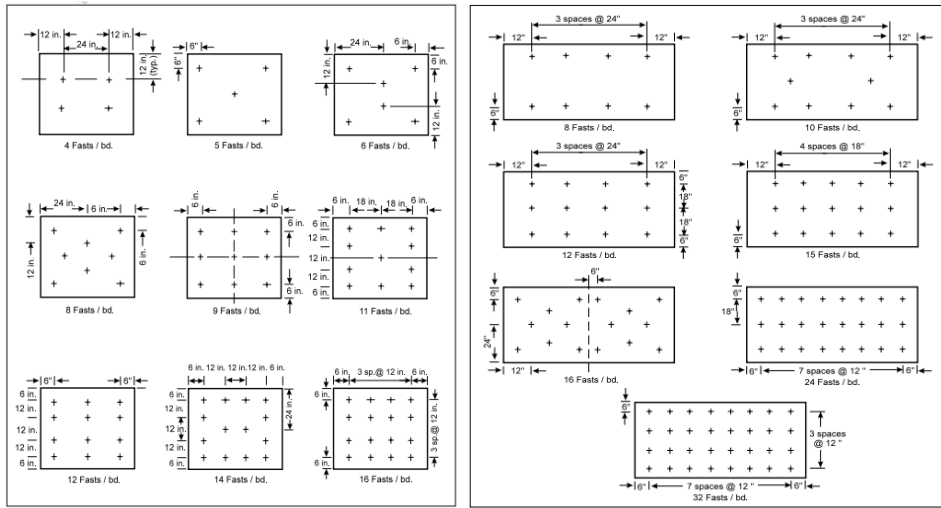 12 in.
12 in.
24 in.
12 in.
(typ.)
4 Fasts / bd.
6"
6"
5 Fasts / bd.
24 in.
6 in.
12 in.
6 in.
12 in.
6 Fasts / bd.
24 in.
6 in.
12 in.
6 in.
8 Fasts / bd.
6 in.
6 in.
6 in.
6 in.
9 Fasts / bd.
6 in.
18 in.
18 in.
6 in.
6 in.
12 in.
12 in.
12 in.
6 in.
11 Fasts / bd.
6"
6"
6 in.
12 in.
12 in.
12 in.
6 in.
12 Fasts / bd.
6 in. 12 in. 12 in. 12 in. 6 in.
6 in.
12 in.
12 in.
12 in.
6 in.
24 in.
14 Fasts / bd.
6 in.
3 sp.@ 12 in.
6 in.
6 in.
6 in.
3 sp.@ 12 in.
16 Fasts / bd.
3 spaces @ 24"
12"
12"
6"
8 Fasts / bd.
3 spaces @ 24"
12"
12"
6"
10 Fasts / bd.
3 spaces @ 24"
12"
12"
6"
18"
18"
6"
12 Fasts / bd.
4 spaces @ 18"
12"
12"
6"
15 Fasts / bd.
6"
6"
24"
12"
16 Fasts / bd.
6"
18"
6"
7 spaces @ 12"
6"
24 Fasts / bd.
6"
3 spaces
@ 12 "
6"
7 spaces @ 12 "
6"
32 Fasts / bd.